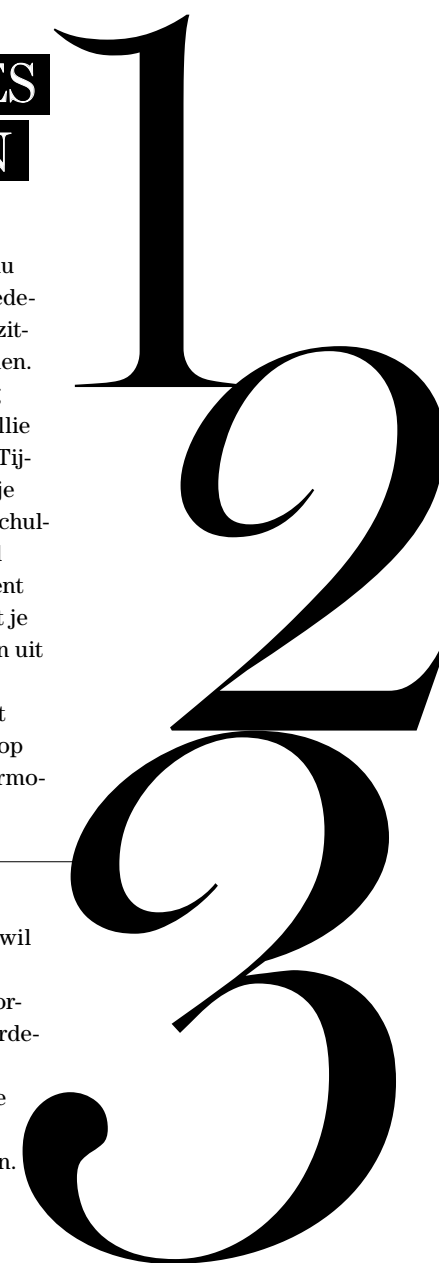 ES
N
1
u
ede-
zit-
en.
llie
Tij-
je
chul-
ent
t je
n uit
t
op
rmo-
2
3
wil
or-
rde-
e
n.